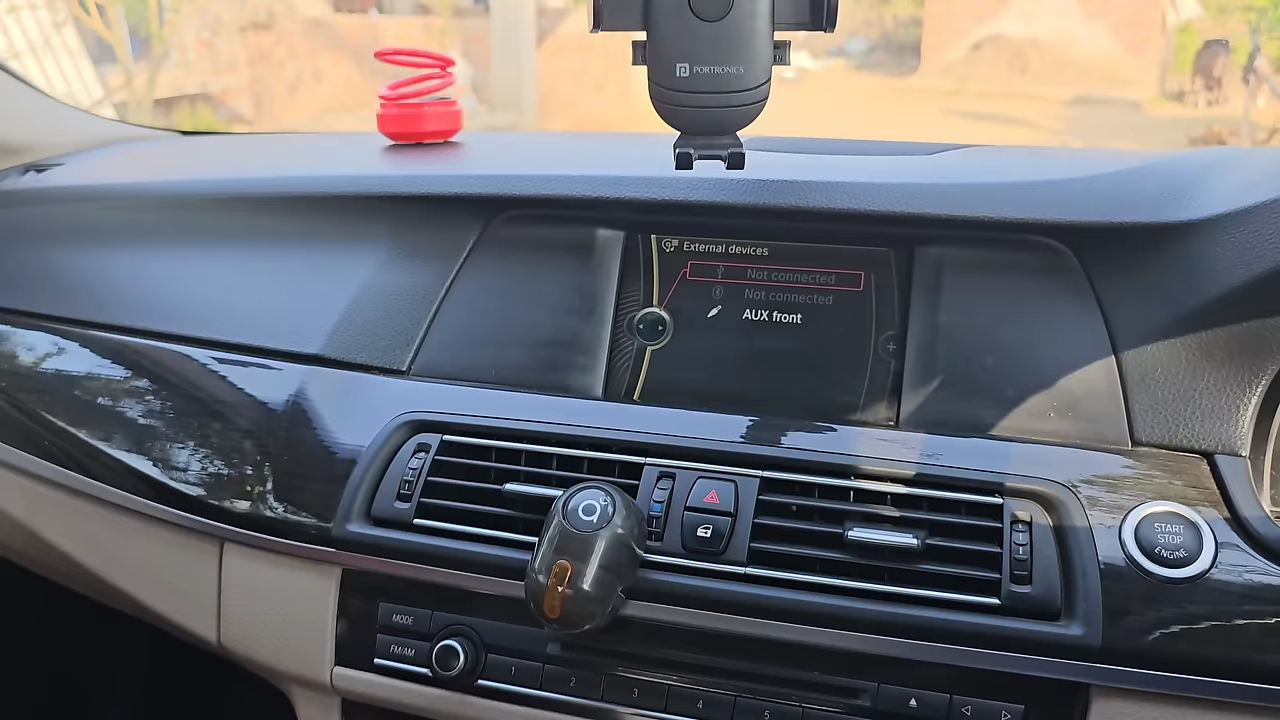 PORTRONICS
External devices
Not connected
Not connected
AUX front
START
STOP
ENGINE
MODE
FM/AM
1
2
3
4
5